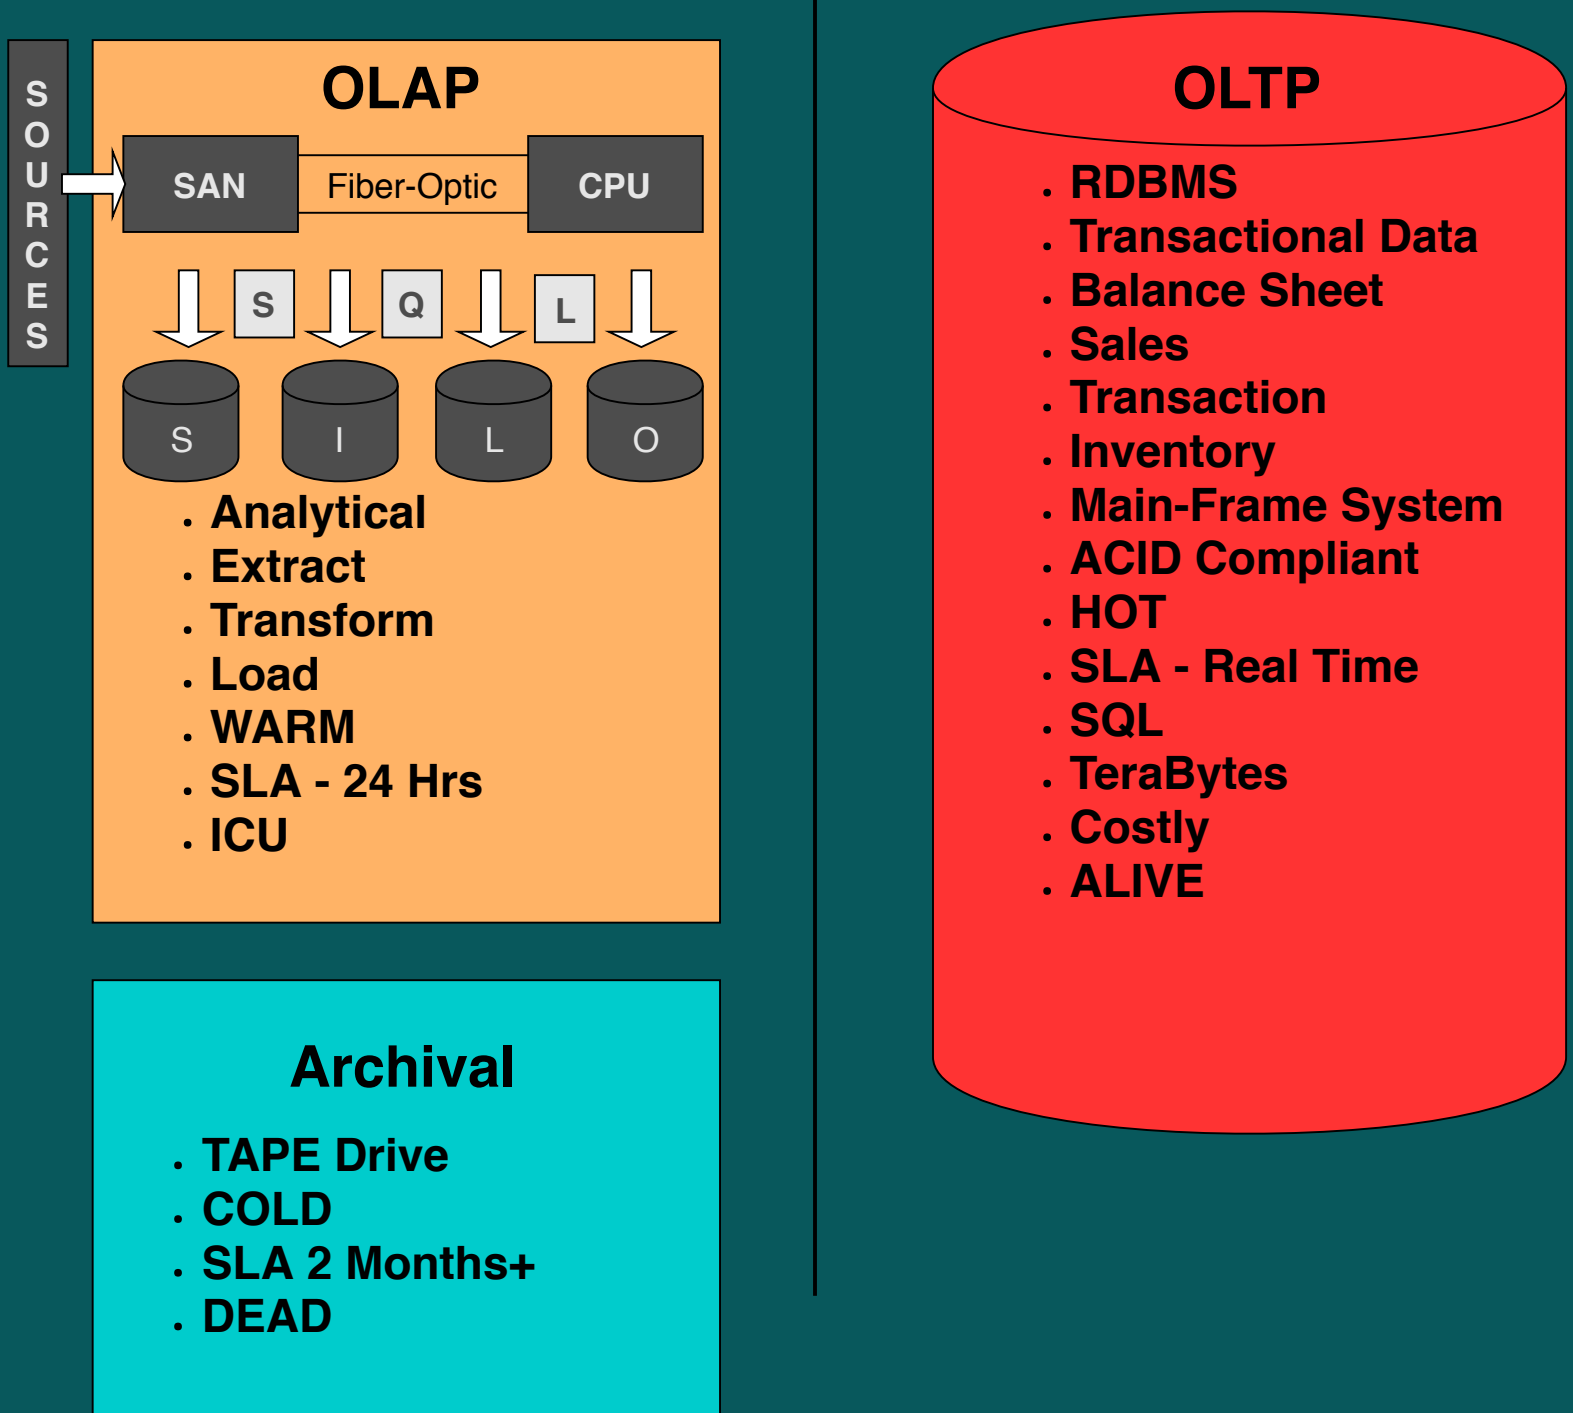 SOURCES
OLAP
SAN
Fiber-Optic
CPU
S Q L
S I L O
. Analytical
. Extract
. Transform
. Load
. WARM
. SLA - 24 Hrs
. ICU
Archival
. TAPE Drive
. COLD
. SLA 2 Months+
. DEAD
OLTP
. RDBMS
. Transactional Data
. Balance Sheet
. Sales
. Transaction
. Inventory
. Main-Frame System
. ACID Compliant
. HOT
. SLA - Real Time
. SQL
. TeraBytes
. Costly
. ALIVE